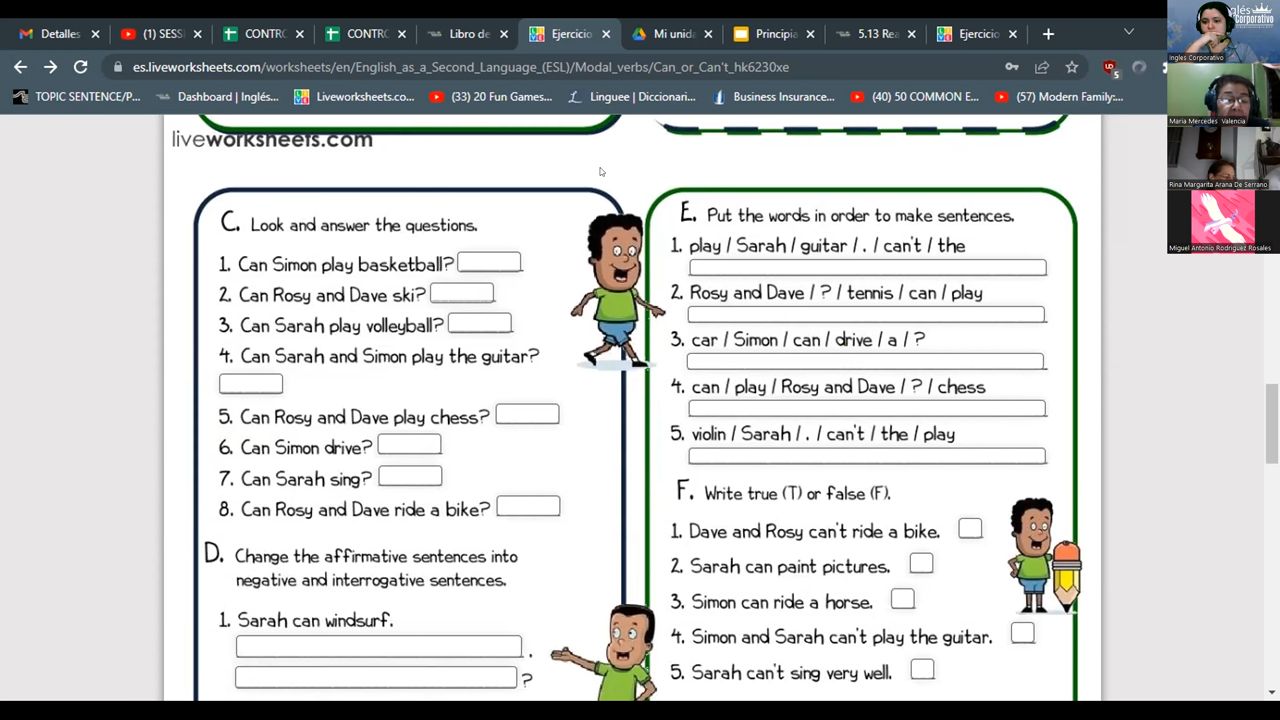 Detalles
(1) SESS
CONTRO
CONTRO
Libro de
Ejercicio
Mi unida
Principia
5.13 Rea
Ejercicio
es.liveworksheets.com/worksheets/en/English_as_a_Second_Language_(ESL)/Modal_verbs/Can_or_Can't_hk6230xe
5
TOPIC SENTENCE/P...
Dashboard | Inglés...
Liveworksheets.co...
(33) 20 Fun Games...
Linguee | Diccionari...
Business Insurance...
(40) 50 COMMON E...
(57) Modern Family:...
Inglés
Corporativo
Ingles Corporativo
Maria Mercedes Valencia
Rina Margarita Arana De Serrano
Miguel Antonio Rodriguez Rosales
liveworksheets.com
C. Look and answer the questions.
1. Can Simon play basketball?
2. Can Rosy and Dave ski?
3. Can Sarah play volleyball?
4. Can Sarah and Simon play the guitar?
5. Can Rosy and Dave play chess?
6. Can Simon drive?
7. Can Sarah sing?
8. Can Rosy and Dave ride a bike?
D. Change the affirmative sentences into
negative and interrogative sentences.
1. Sarah can windsurf.
.
?
E. Put the words in order to make sentences.
1. play / Sarah / guitar / . / can't / the
2. Rosy and Dave / ? / tennis / can / play
3. car / Simon / can / drive / a / ?
4. can / play / Rosy and Dave / ? / chess
5. violin / Sarah / . / can't / the / play
F. Write true (T) or false (F).
1. Dave and Rosy can't ride a bike.
2. Sarah can paint pictures.
3. Simon can ride a horse.
4. Simon and Sarah can't play the guitar.
5. Sarah can't sing very well.